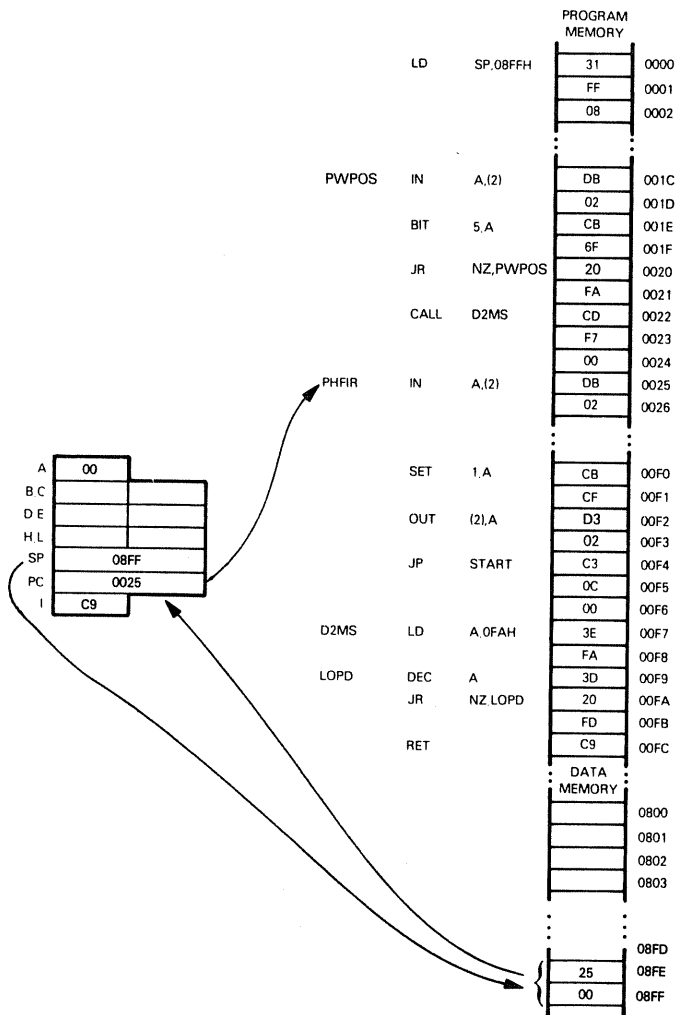 PROGRAM
MEMORY
LD SP,08FFH 31 0000
FF 0001
08 0002
PWPOS IN A,(2) DB 001C
02 001D
BIT 5,A CB 001E
6F 001F
JR NZ,PWPOS 20 0020
FA 0021
CALL D2MS CD 0022
F7 0023
00 0024
PHFIR IN A,(2) DB 0025
02 0026
SET 1,A CB 00F0
CF 00F1
OUT (2),A D3 00F2
02 00F3
JP START C3 00F4
0C 00F5
00 00F6
D2MS LD A,0FAH 3E 00F7
FA 00F8
LOPD DEC A 3D 00F9
JR NZ,LOPD 20 00FA
FD 00FB
RET C9 00FC
A 00
B,C
D,E
H,L
SP 08FF
PC 0025
I C9
DATA
MEMORY
0800
0801
0802
0803
08FD
25 08FE
00 08FF